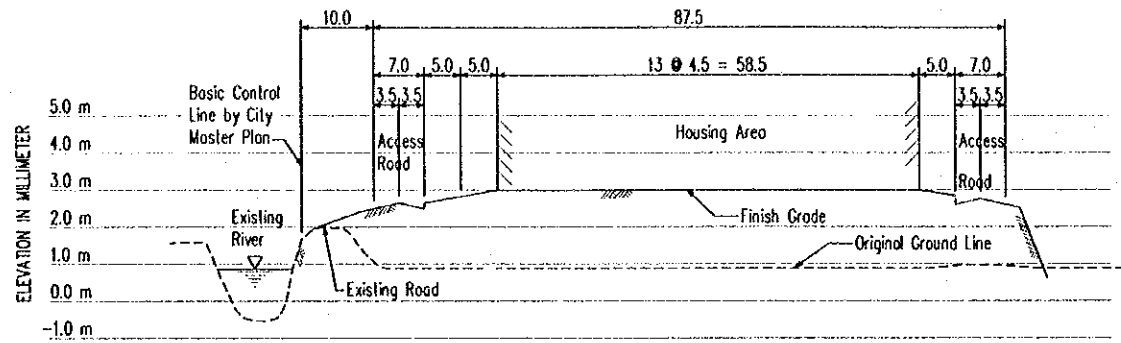 10.0
87.5
7.0
5.0
5.0
13 @ 4.5 = 58.5
5.0
7.0
3.5
3.5
3.5
3.5
Basic Control
Line by City
Master Plan
Access
Road
Housing Area
Access
Road
ELEVATION IN MILLIMETER
5.0 m
4.0 m
3.0 m
2.0 m
1.0 m
0.0 m
-1.0 m
Existing
River
Finish Grade
Original Ground Line
Existing Road